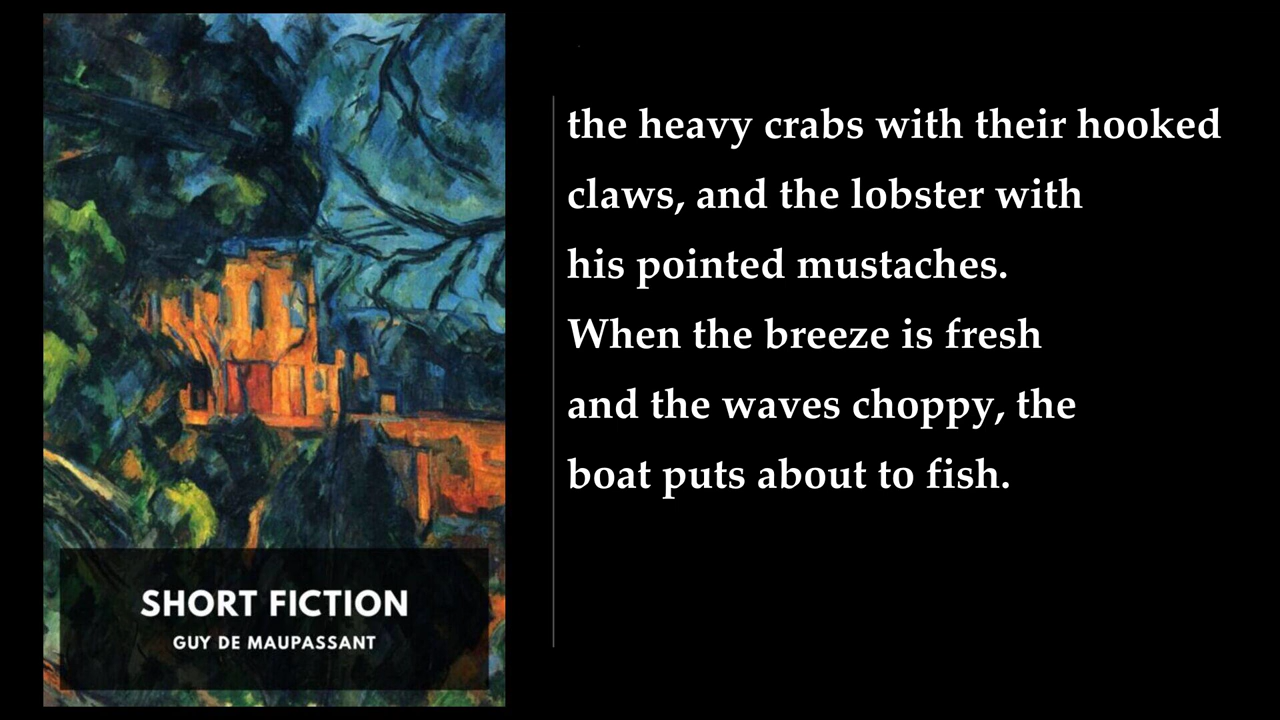 the heavy crabs with their hooked
claws, and the lobster with
his pointed mustaches.
When the breeze is fresh
and the waves choppy, the
boat puts about to fish.
SHORT FICTION
GUY DE MAUPASSANT